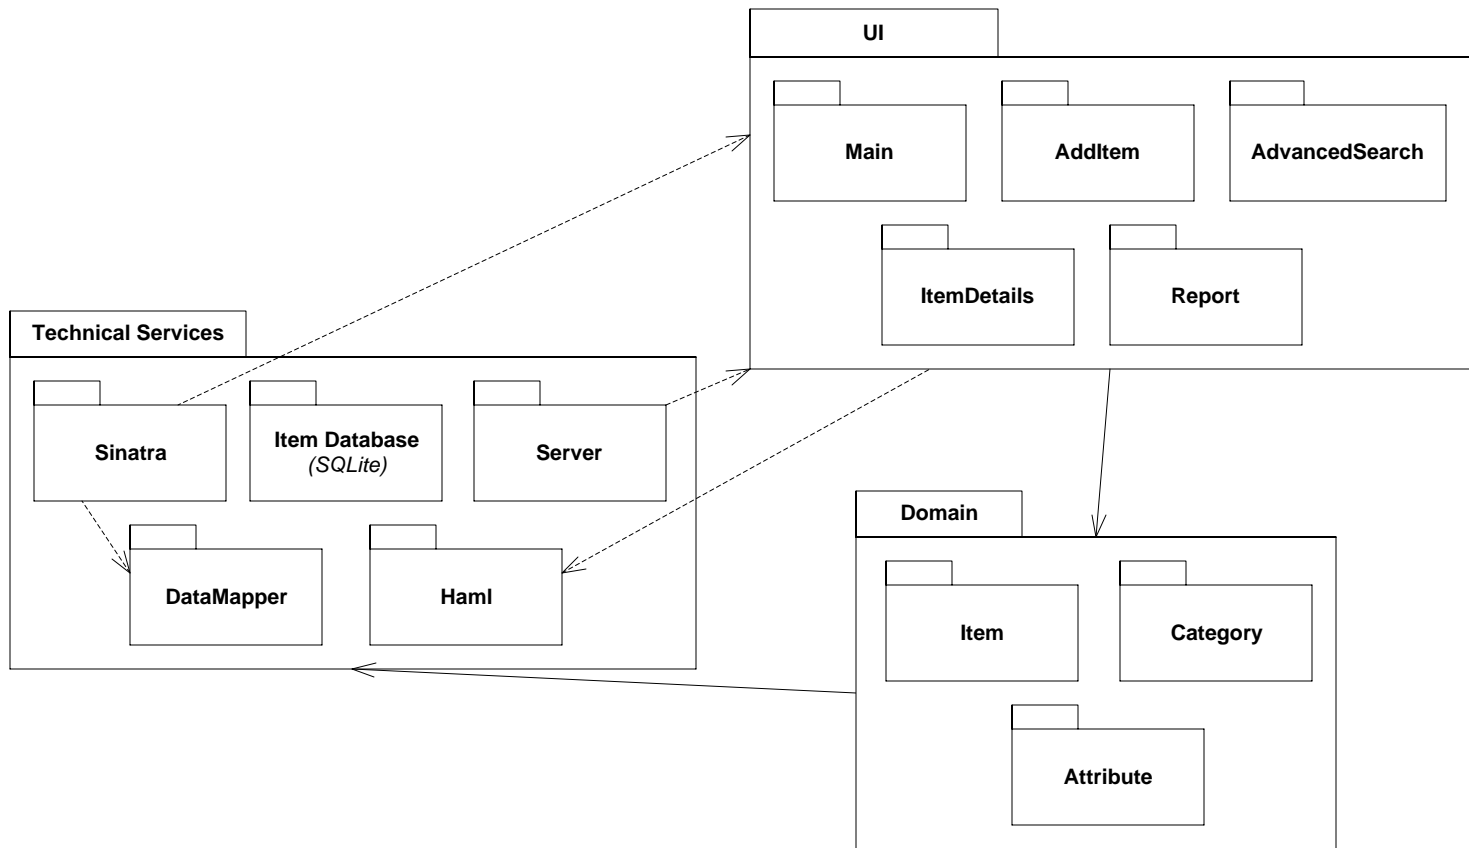 UI
Main
AddItem
AdvancedSearch
ItemDetails
Report
Technical Services
Sinatra
Item Database
(SQLite)
Server
DataMapper
Haml
Domain
Item
Category
Attribute